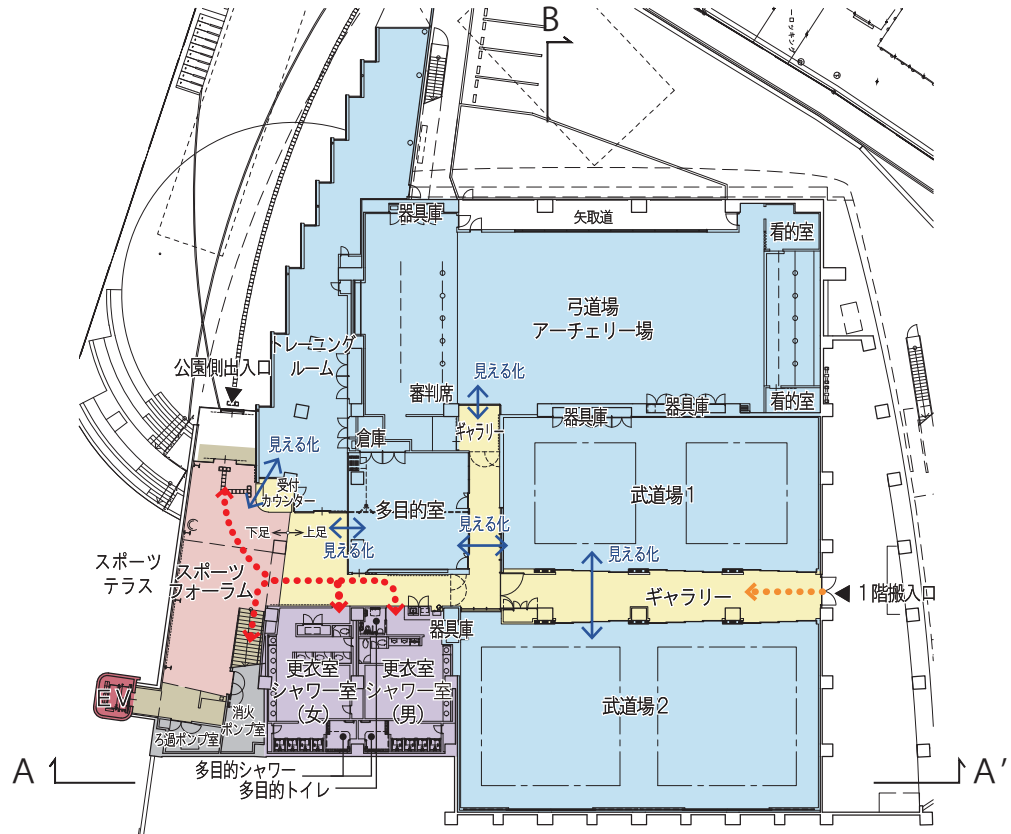 B
ロッキング
器具庫
矢取道
看的室
弓道場
アーチェリー場
トレーニング
ルーム
公園側出入口
見える化
審判席
看的室
器具庫
器具庫
ギャラリー
倉庫
見える化
受付
カウンター
武道場1
多目的室
下足
上足
見える化
見える化
見える化
スポーツ
テラス
スポーツ
フォーラム
ギャラリー
1階搬入口
器具庫
更衣室
シャワー室
(女)
更衣室
シャワー室
(男)
武道場2
EV
消火
ポンプ室
ろ過ポンプ室
多目的シャワー
多目的トイレ
A
A'